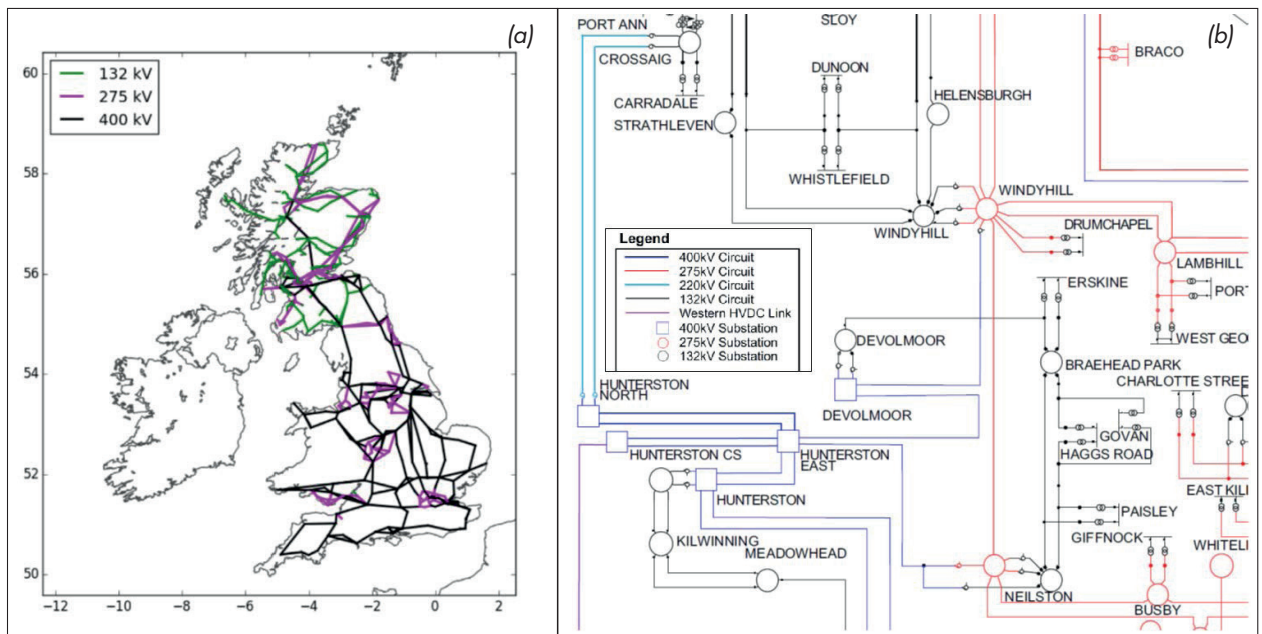 (a)
132 kV
275 kV
400 kV
60
58
56
54
52
50
−12
−10
−8
−6
−4
−2
0
2
(b)
PORT ANN
CROSSAIG
CARRADALE
STRATHLEVEN
SLOY
DUNOON
HELENSBURGH
WHISTLEFIELD
BRACO
WINDYHILL
WINDYHILL
DRUMCHAPEL
LAMBHILL
PORT
WEST GEO
Legend
400kV Circuit
275kV Circuit
220kV Circuit
132kV Circuit
Western HVDC Link
400kV Substation
275kV Substation
132kV Substation
ERSKINE
DEVOLMOOR
BRAEHEAD PARK
CHARLOTTE STREE
HUNTERSTON
NORTH
DEVOLMOOR
GOVAN
HAGGS ROAD
HUNTERSTON CS
HUNTERSTON
EAST
HUNTERSTON
EAST KIL
PAISLEY
GIFFNOCK
WHITELI
KILWINNING
MEADOWHEAD
NEILSTON
BUSBY